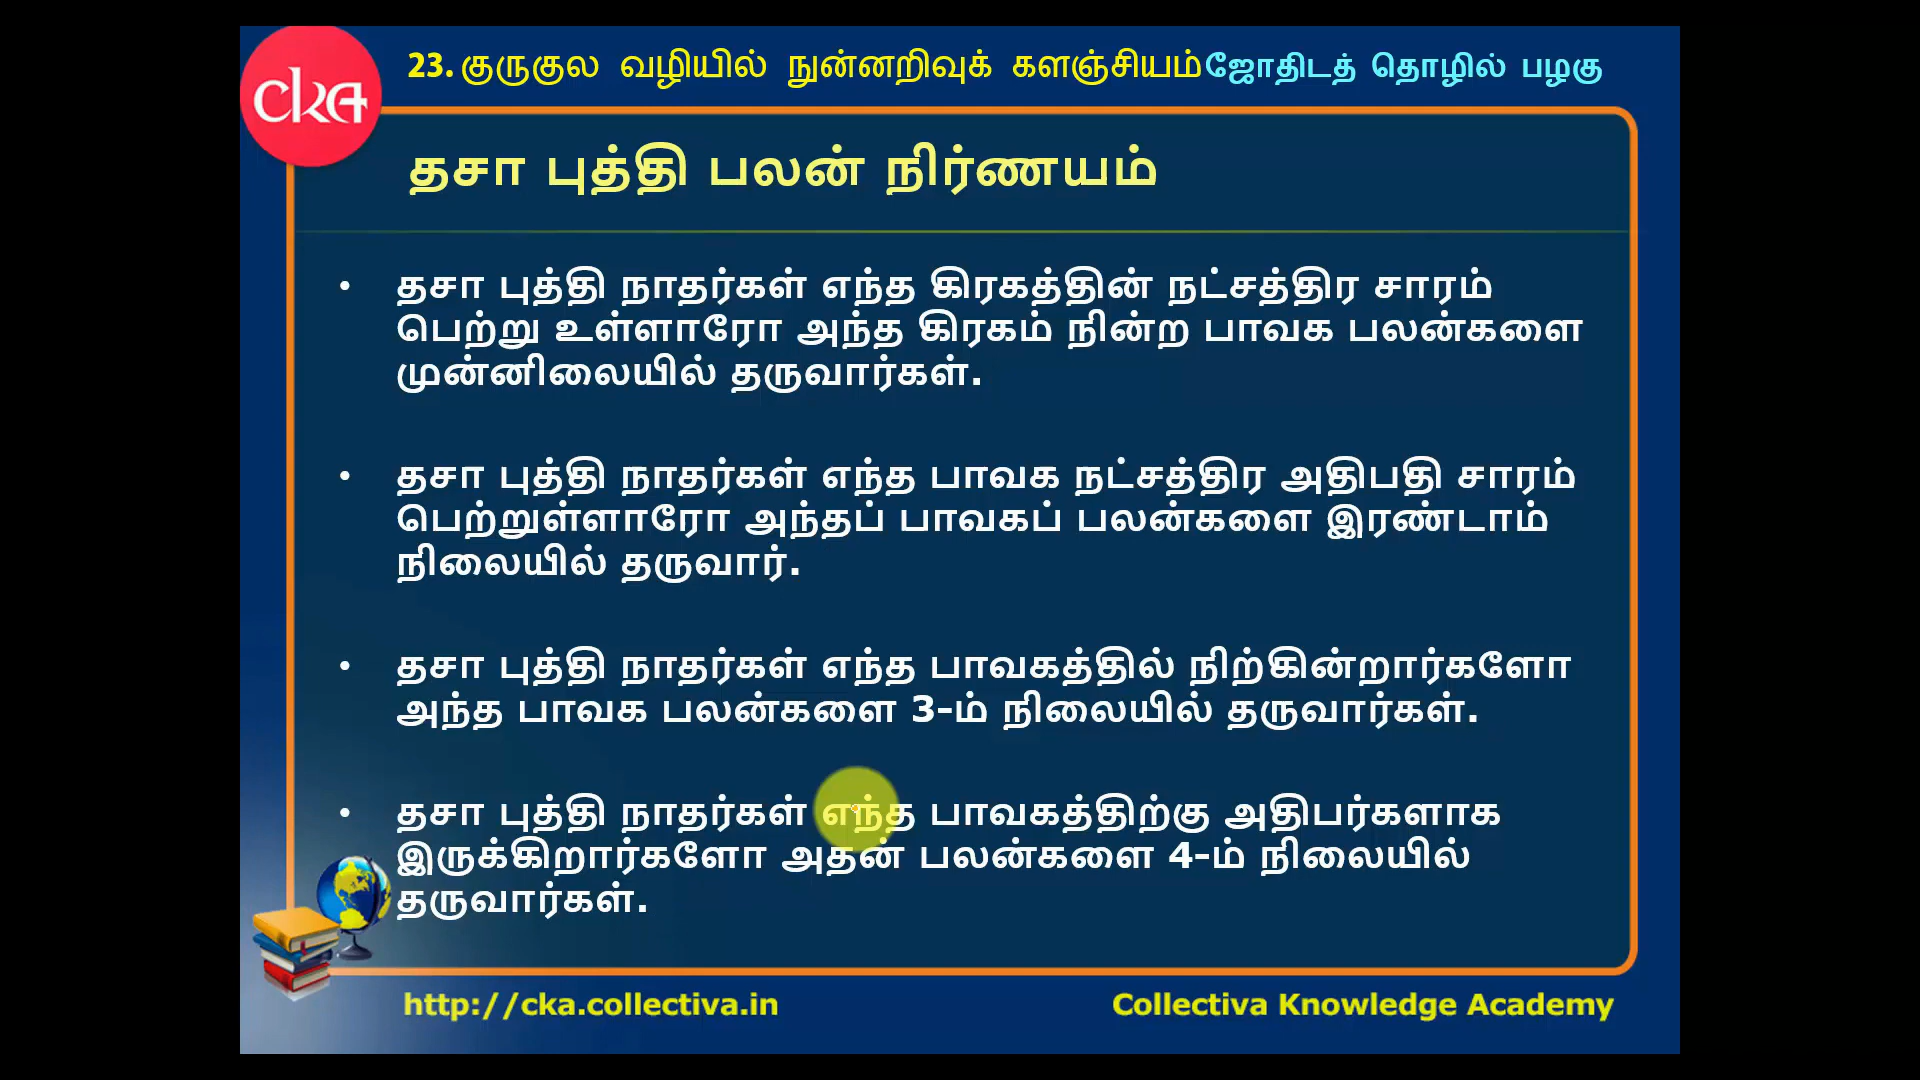 cka
23. குருகுல வழியில் நுன்னறிவுக் களஞ்சியம்ஜோதிடத் தொழில் பழகு
தசா புத்தி பலன் நிர்ணயம்
• தசா புத்தி நாதர்கள் எந்த கிரகத்தின் நட்சத்திர சாரம்
பெற்று உள்ளாரோ அந்த கிரகம் நின்ற பாவக பலன்களை
முன்னிலையில் தருவார்கள்.
• தசா புத்தி நாதர்கள் எந்த பாவக நட்சத்திர அதிபதி சாரம்
பெற்றுள்ளாரோ அந்தப் பாவகப் பலன்களை இரண்டாம்
நிலையில் தருவார்.
• தசா புத்தி நாதர்கள் எந்த பாவகத்தில் நிற்கின்றார்களோ
அந்த பாவக பலன்களை 3-ம் நிலையில் தருவார்கள்.
• தசா புத்தி நாதர்கள் எந்த பாவகத்திற்கு அதிபர்களாக
இருக்கிறார்களோ அதன் பலன்களை 4-ம் நிலையில்
தருவார்கள்.
http://cka.collectiva.in Collectiva Knowledge Academy